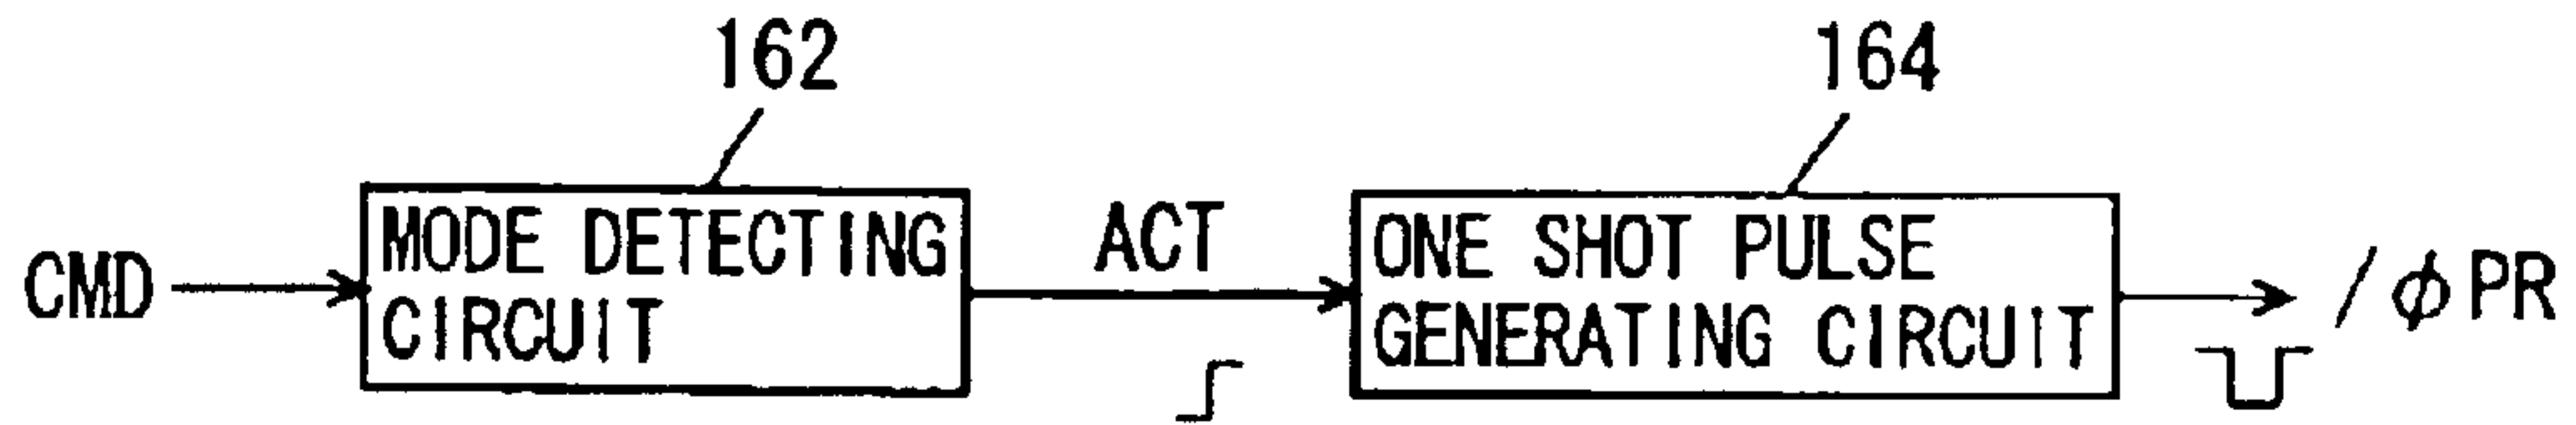 162
164
CMD
MODE DETECTING
CIRCUIT
ACT
ONE SHOT PULSE
GENERATING CIRCUIT
/φPR